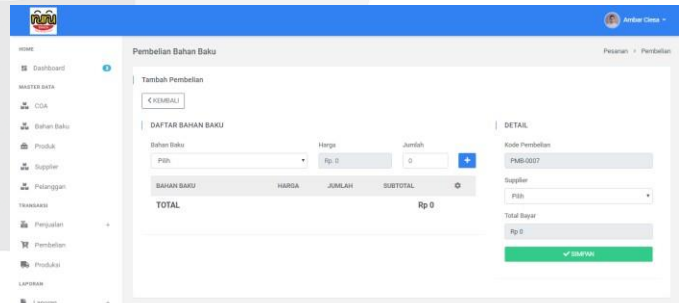 Amber Ciesa
HOME
Dashboard
MASTER DATA
COA
Bahan Baku
Produk
Supplier
Pelanggan
TRANSAKSI
Penjualan +
Pembelian
Produksi
LAPORAN
Pembelian Bahan Baku
Pesanan > Pembelian
Tambah Pembelian
< KEMBALI
DAFTAR BAHAN BAKU
Bahan Baku Harga Jumlah
Pilih Rp. 0 0 +
BAHAN BAKU HARGA JUMLAH SUBTOTAL
TOTAL Rp 0
DETAIL
Kode Pembelian
PMB-0007
Supplier
Pilih
Total Bayar
Rp 0
SIMPAN